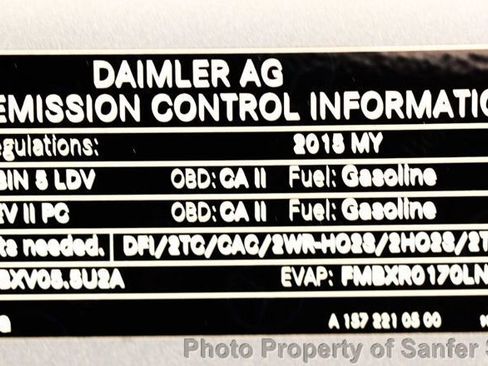 DAIMLER AG
EMISSION CONTROL INFORMATIO
egulations: 2015 MY
BIN 5 LDV OBD: CA II Fuel: Gasoline
EV II PC OBD: CA II Fuel: Gasoline
ts needed. DFI/2TC/CAC/2WR-HO2S/2HO2S/2T
BXV05.5U2A EVAP: FMBXR0170LN
a A 157 221 05 00
Photo Property of Sanfer S